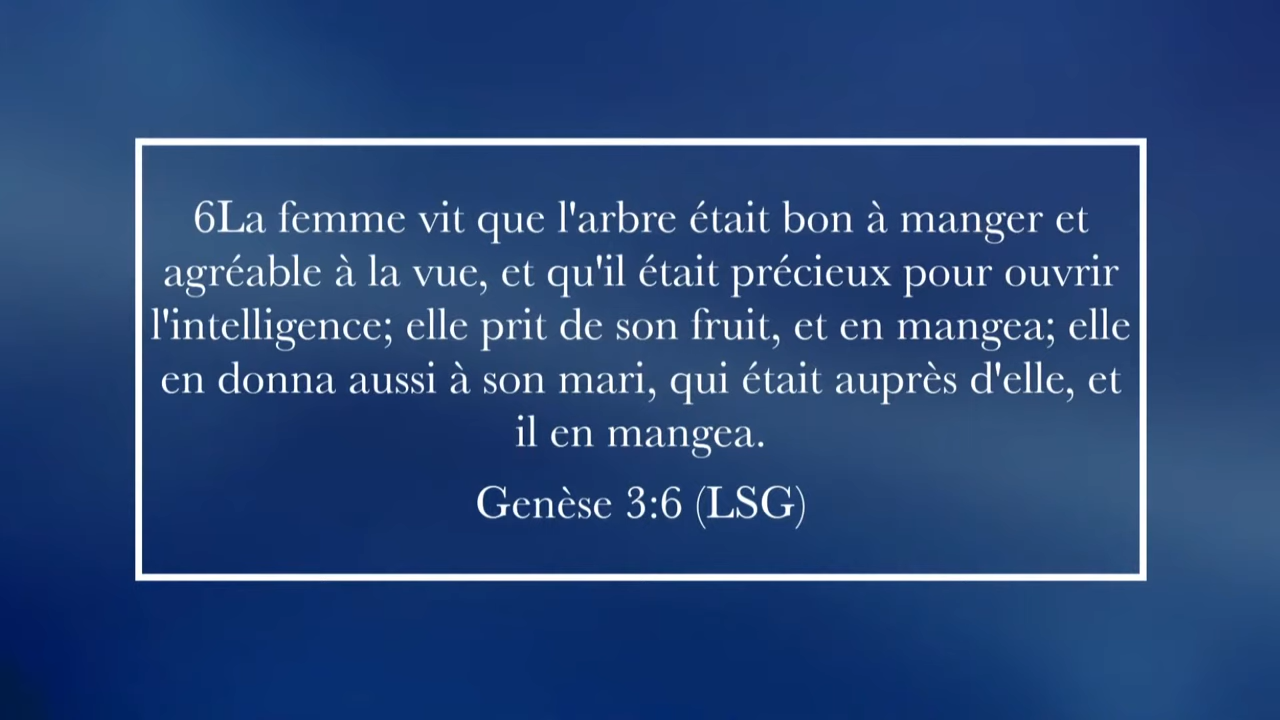 6La femme vit que l'arbre était bon à manger et
agréable à la vue, et qu'il était précieux pour ouvrir
l'intelligence; elle prit de son fruit, et en mangea; elle
en donna aussi à son mari, qui était auprès d'elle, et
il en mangea.
Genèse 3:6 (LSG)